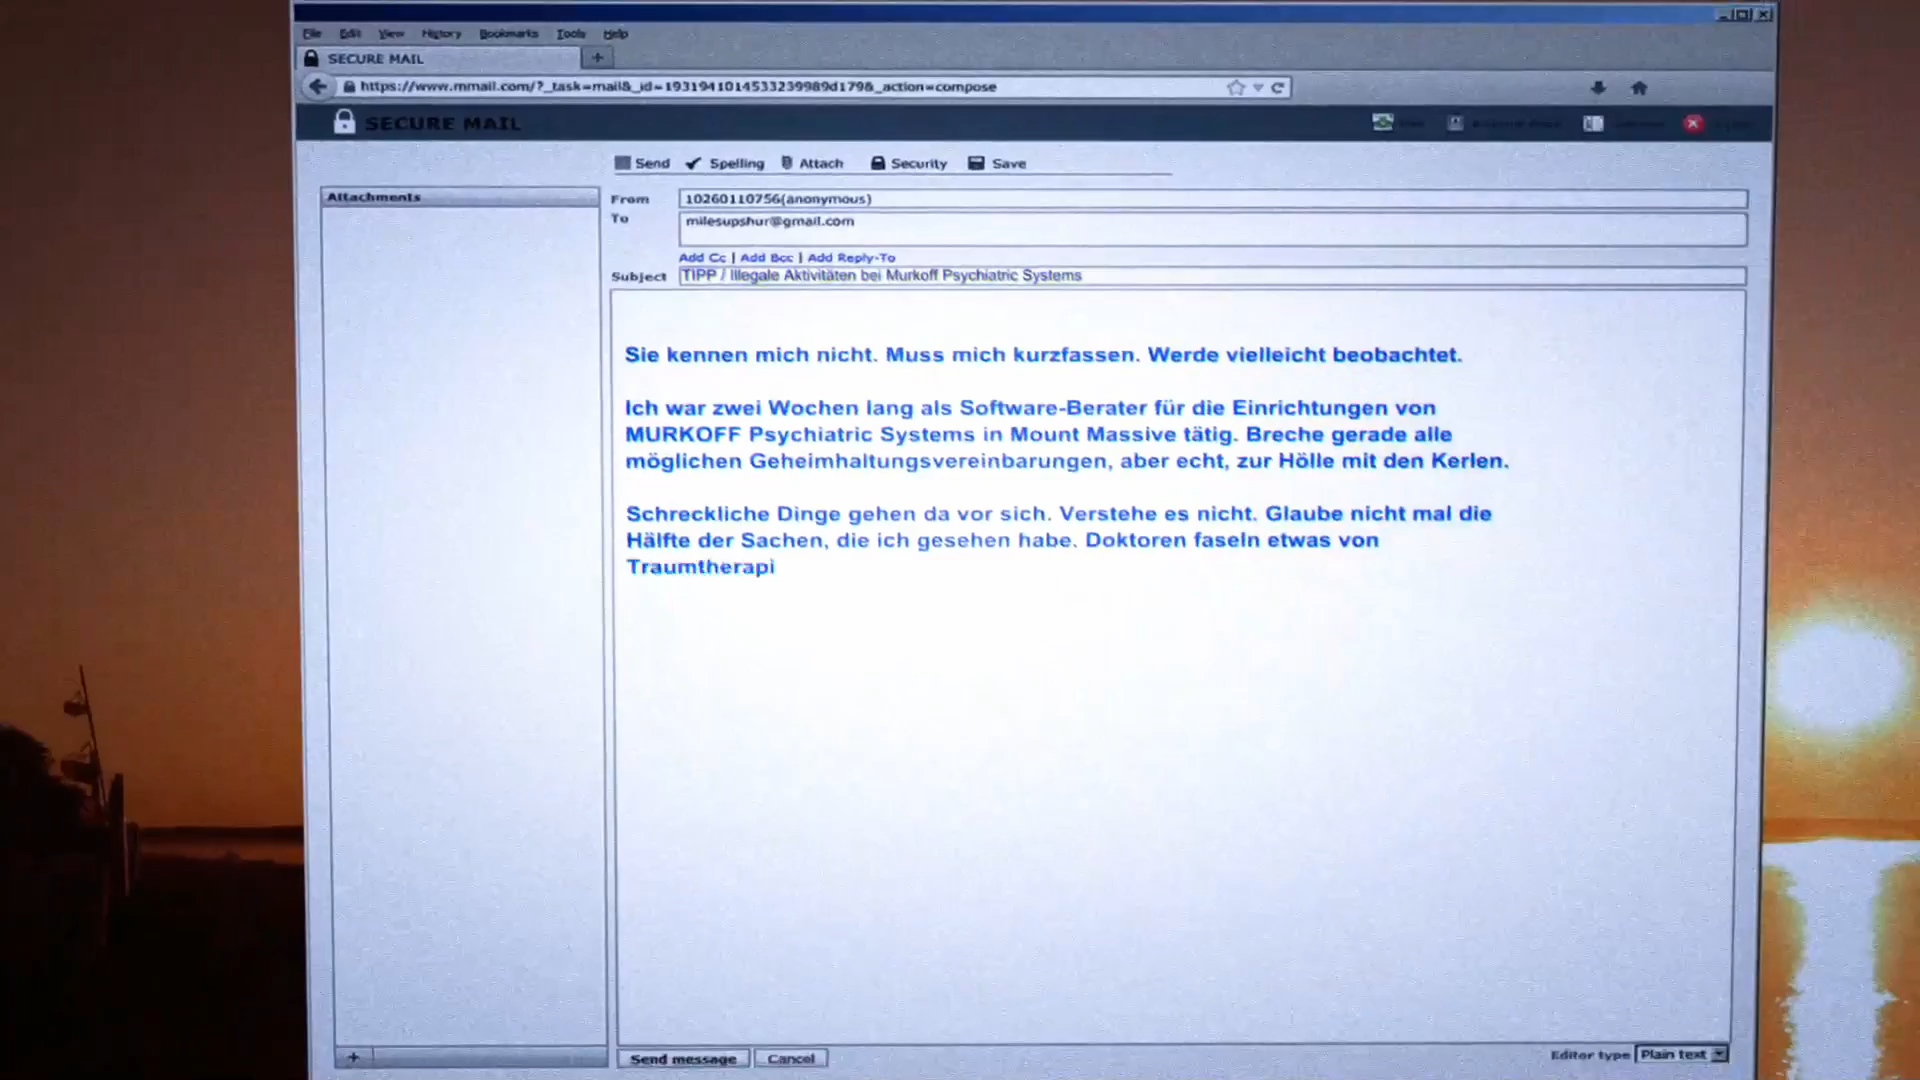 File Edit View History Bookmarks Tools Help
SECURE MAIL
https://www.mmail.com/?_task=mail&_id=1931941014533239989d179&_action=compose
SECURE MAIL
Send Spelling Attach Security Save
Attachments
From 10260110756(anonymous)
To milesupshur@gmail.com
Add Cc | Add Bcc | Add Reply-To
Subject TIPP / Illegale Aktivitäten bei Murkoff Psychiatric Systems
Sie kennen mich nicht. Muss mich kurzfassen. Werde vielleicht beobachtet.
Ich war zwei Wochen lang als Software-Berater für die Einrichtungen von
MURKOFF Psychiatric Systems in Mount Massive tätig. Breche gerade alle
möglichen Geheimhaltungsvereinbarungen, aber echt, zur Hölle mit den Kerlen.
Schreckliche Dinge gehen da vor sich. Verstehe es nicht. Glaube nicht mal die
Hälfte der Sachen, die ich gesehen habe. Doktoren faseln etwas von
Traumtherapi
Send message Cancel
Editor type Plain text